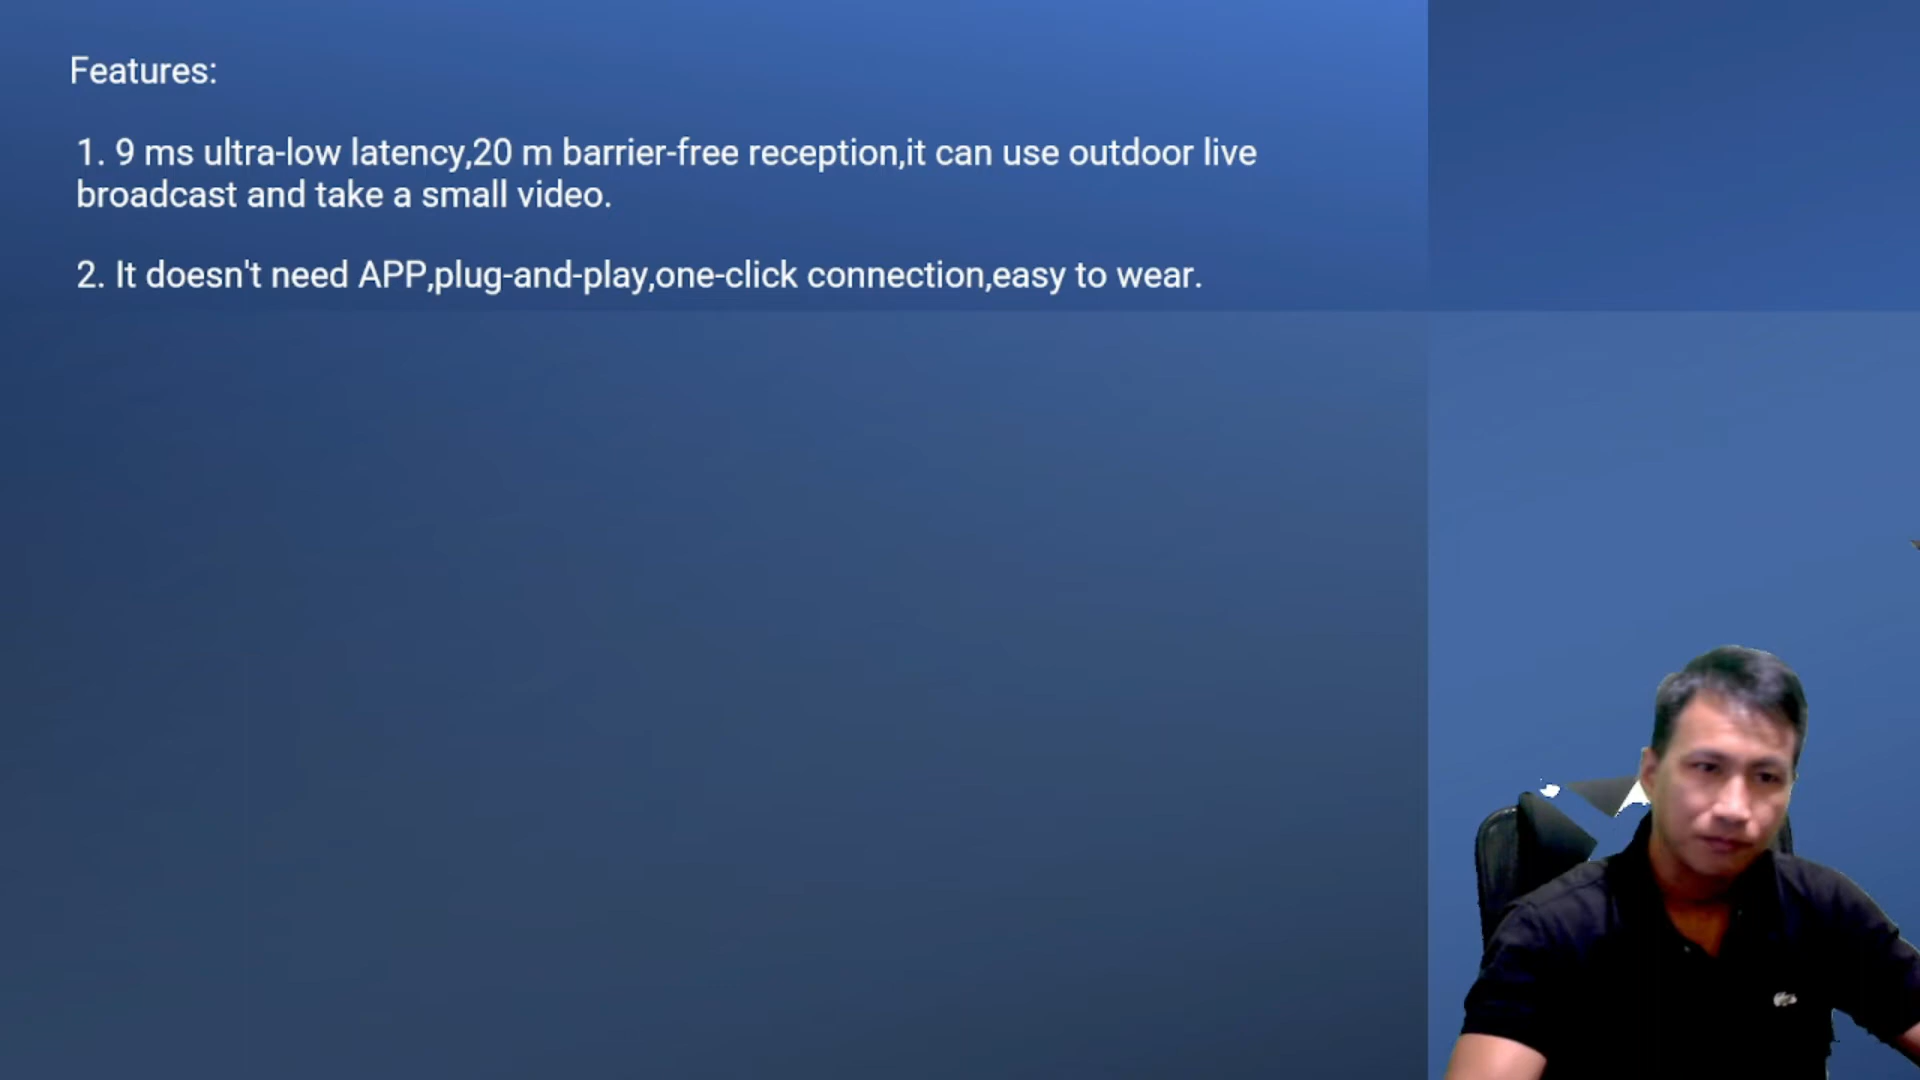 Features:
1. 9 ms ultra-low latency,20 m barrier-free reception,it can use outdoor live
broadcast and take a small video.
2. It doesn't need APP,plug-and-play,one-click connection,easy to wear.